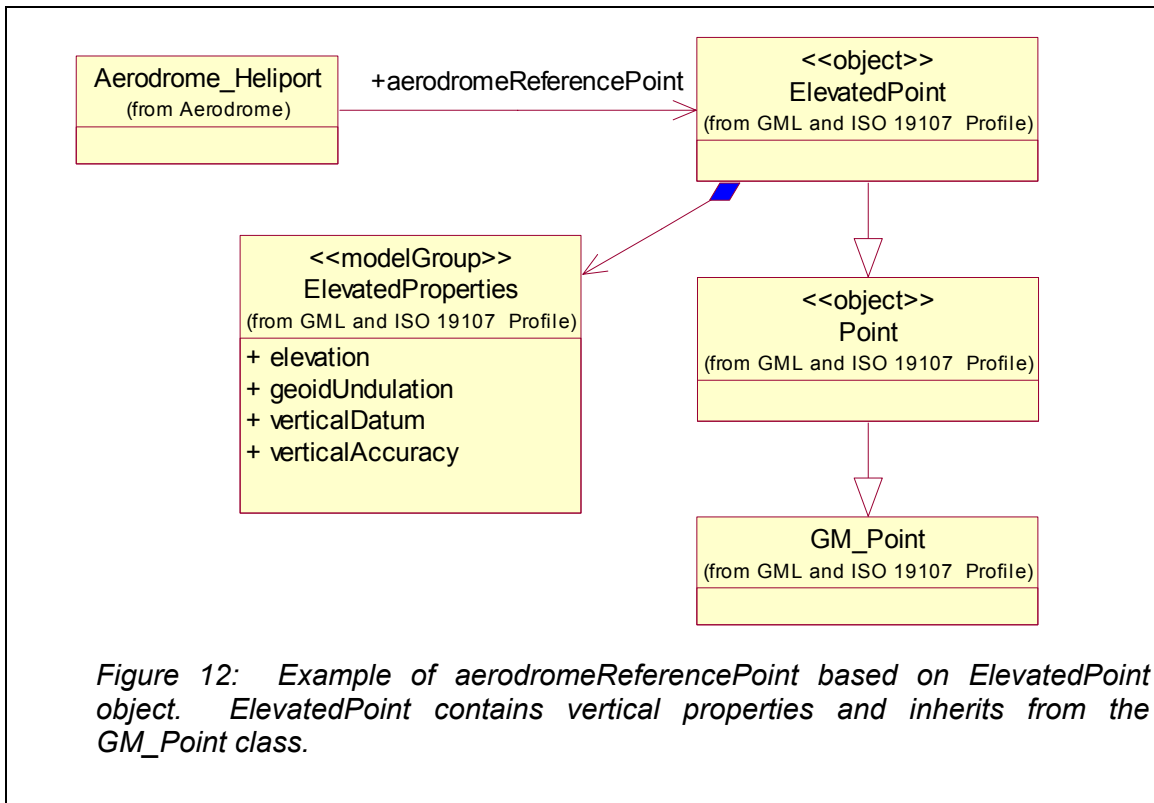 Aerodrome_Heliport
(from Aerodrome)
+aerodromeReferencePoint
<<object>>
ElevatedPoint
(from GML and ISO 19107 Profile)
<<modelGroup>>
ElevatedProperties
(from GML and ISO 19107 Profile)
+ elevation
+ geoidUndulation
+ verticalDatum
+ verticalAccuracy
<<object>>
Point
(from GML and ISO 19107 Profile)
GM_Point
(from GML and ISO 19107 Profile)
Figure 12: Example of aerodromeReferencePoint based on ElevatedPoint
object. ElevatedPoint contains vertical properties and inherits from the
GM_Point class.